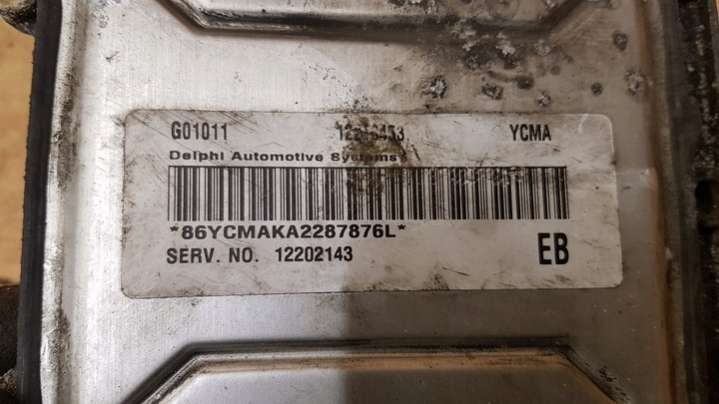 G01011 YCMA
Delphi Automotive Systems
*86YCMAKA2287876L*
SERV. NO. 12202143 EB